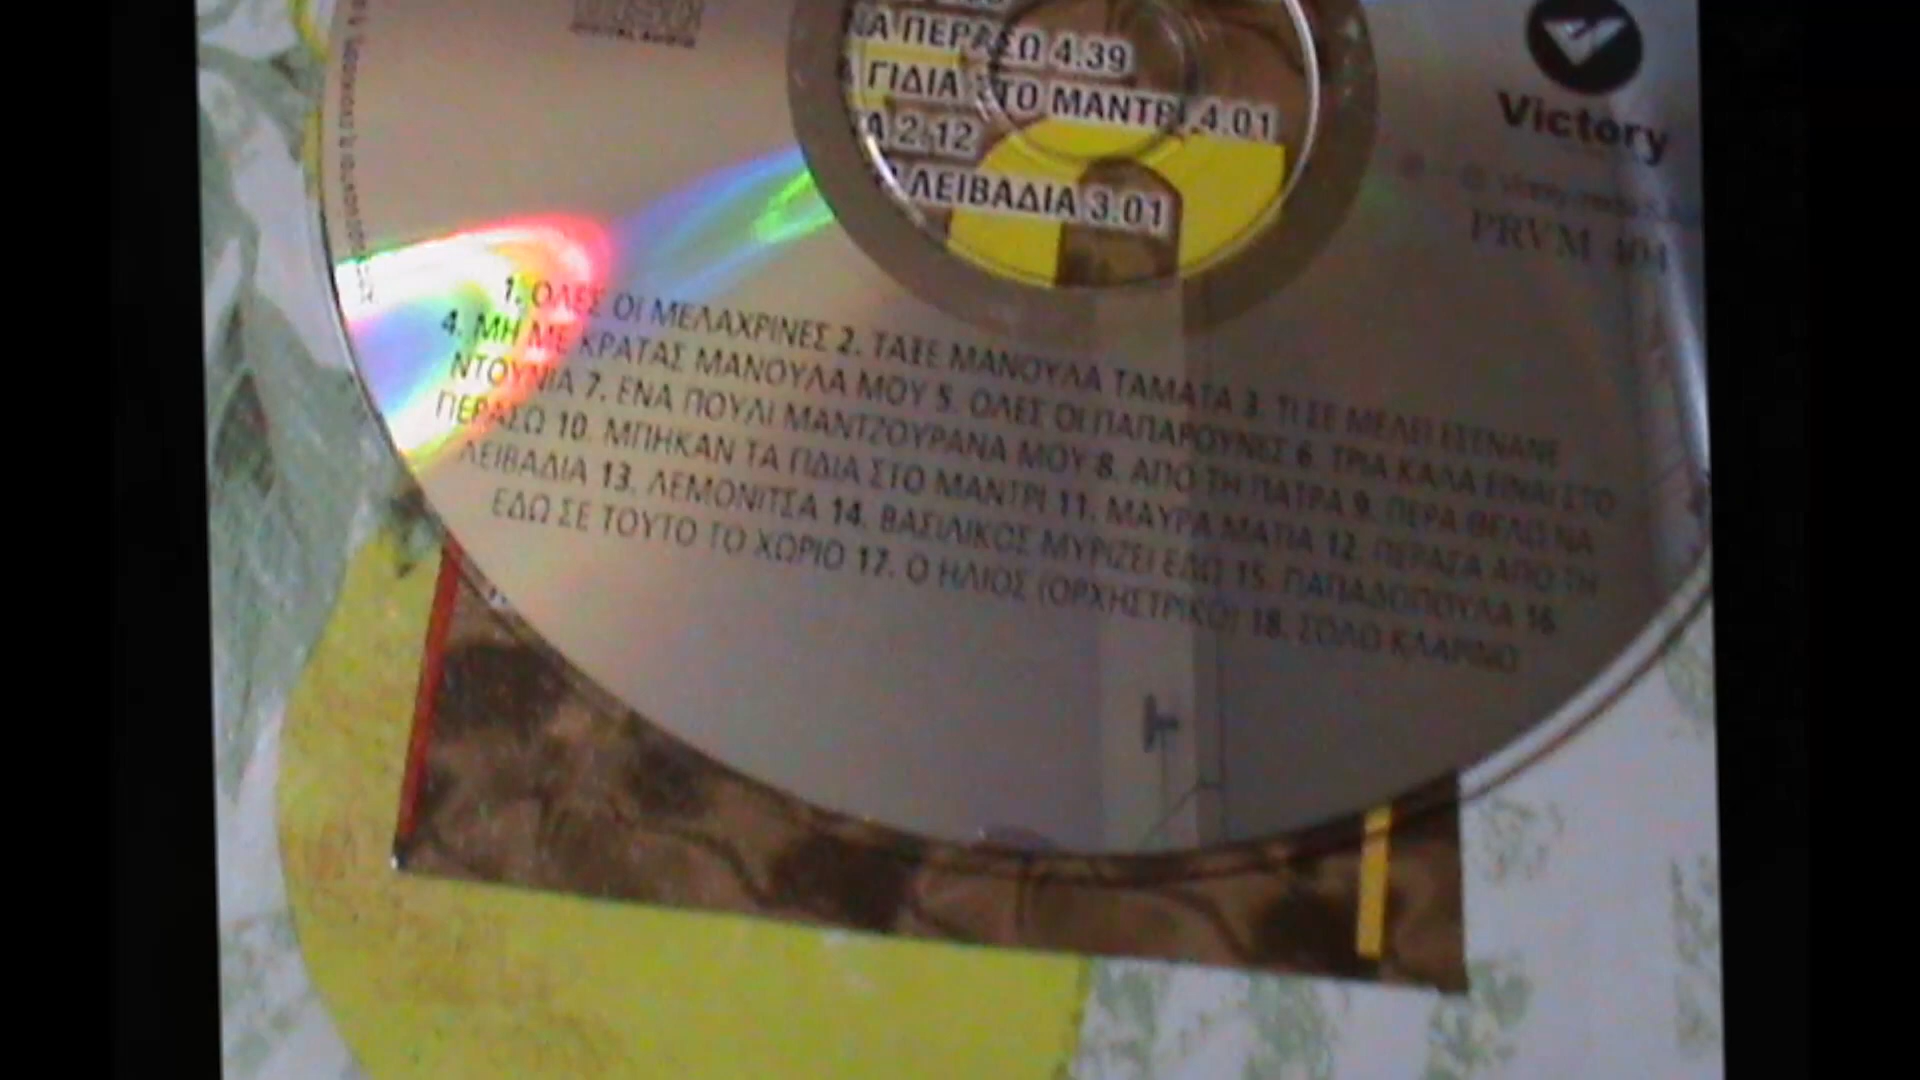 DIGITAL AUDIO
ΝΑ ΠΕΡΑΣΩ 4.39
ΓΙΔΙΑ ΣΤΟ ΜΑΝΤΡΙ 4.01
2.12
ΛΕΙΒΑΔΙΑ 3.01
Victory
PRVM 404
1. ΟΛΕΣ ΟΙ ΜΕΛΑΧΡΙΝΕΣ 2. ΤΑΞΕ ΜΑΝΟΥΛΑ ΤΑΜΑΤΑ 3. ΤΙ ΣΕ ΜΕΛΕΙ ΕΣΕΝΑΝΕ
4. ΜΗ ΜΕ ΚΡΑΤΑΣ ΜΑΝΟΥΛΑ ΜΟΥ 5. ΟΛΕΣ ΟΙ ΠΑΠΑΡΟΥΝΕΣ 6. ΤΡΙΑ ΚΑΛΑ ΕΙΝΑΙ ΣΤΟ
ΝΤΟΥΝΙΑ 7. ΕΝΑ ΠΟΥΛΙ ΜΑΝΤΖΟΥΡΑΝΑ ΜΟΥ 8. ΑΠΟ ΤΗ ΠΑΤΡΑ 9. ΠΕΡΑ ΘΕΛΩ ΝΑ
ΠΕΡΑΣΩ 10. ΜΠΗΚΑΝ ΤΑ ΓΙΔΙΑ ΣΤΟ ΜΑΝΤΡΙ 11. ΜΑΥΡΑ ΜΑΤΙΑ 12. ΠΕΡΑΣΑ ΑΠΟ ΤΗ
ΛΕΙΒΑΔΙΑ 13. ΛΕΜΟΝΙΤΣΑ 14. ΒΑΣΙΛΙΚΟΣ ΜΥΡΙΖΕΙ ΕΔΩ 15. ΠΑΠΑΔΟΠΟΥΛΑ 16.
ΕΔΩ ΣΕ ΤΟΥΤΟ ΤΟ ΧΩΡΙΟ 17. Ο ΗΛΙΟΣ (ΟΡΧΗΣΤΡΙΚΟ) 18. ΣΟΛΟ ΚΛΑΡΙΝΟ